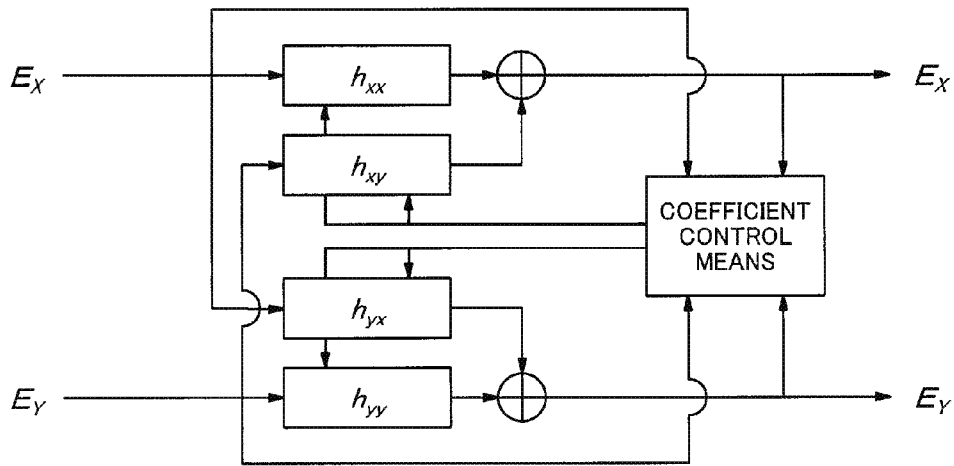 E_X
h_xx
E_X
h_xy
COEFFICIENT
CONTROL
MEANS
h_yx
E_Y
h_yy
E_Y